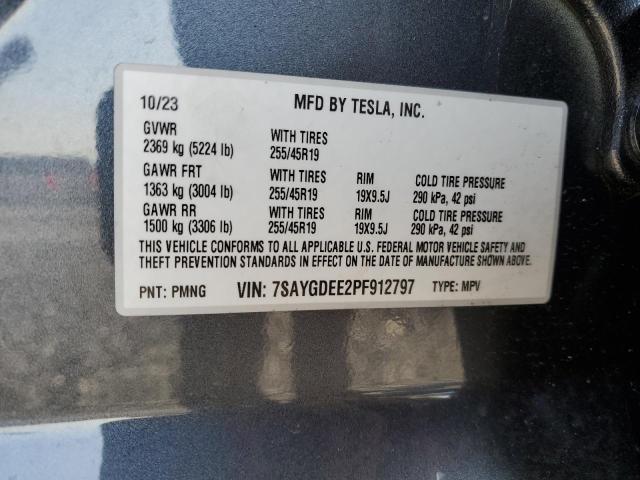 10/23 MFD BY TESLA, INC.
GVWR
2369 kg (5224 lb) WITH TIRES 255/45R19
GAWR FRT
1363 kg (3004 lb) WITH TIRES 255/45R19 RIM 19X9.5J COLD TIRE PRESSURE 290 kPa, 42 psi
GAWR RR
1500 kg (3306 lb) WITH TIRES 255/45R19 RIM 19X9.5J COLD TIRE PRESSURE 290 kPa, 42 psi
THIS VEHICLE CONFORMS TO ALL APPLICABLE U.S. FEDERAL MOTOR VEHICLE SAFETY AND
THEFT PREVENTION STANDARDS IN EFFECT ON THE DATE OF MANUFACTURE SHOWN ABOVE.
PNT: PMNG VIN: 7SAYGDEE2PF912797 TYPE: MPV